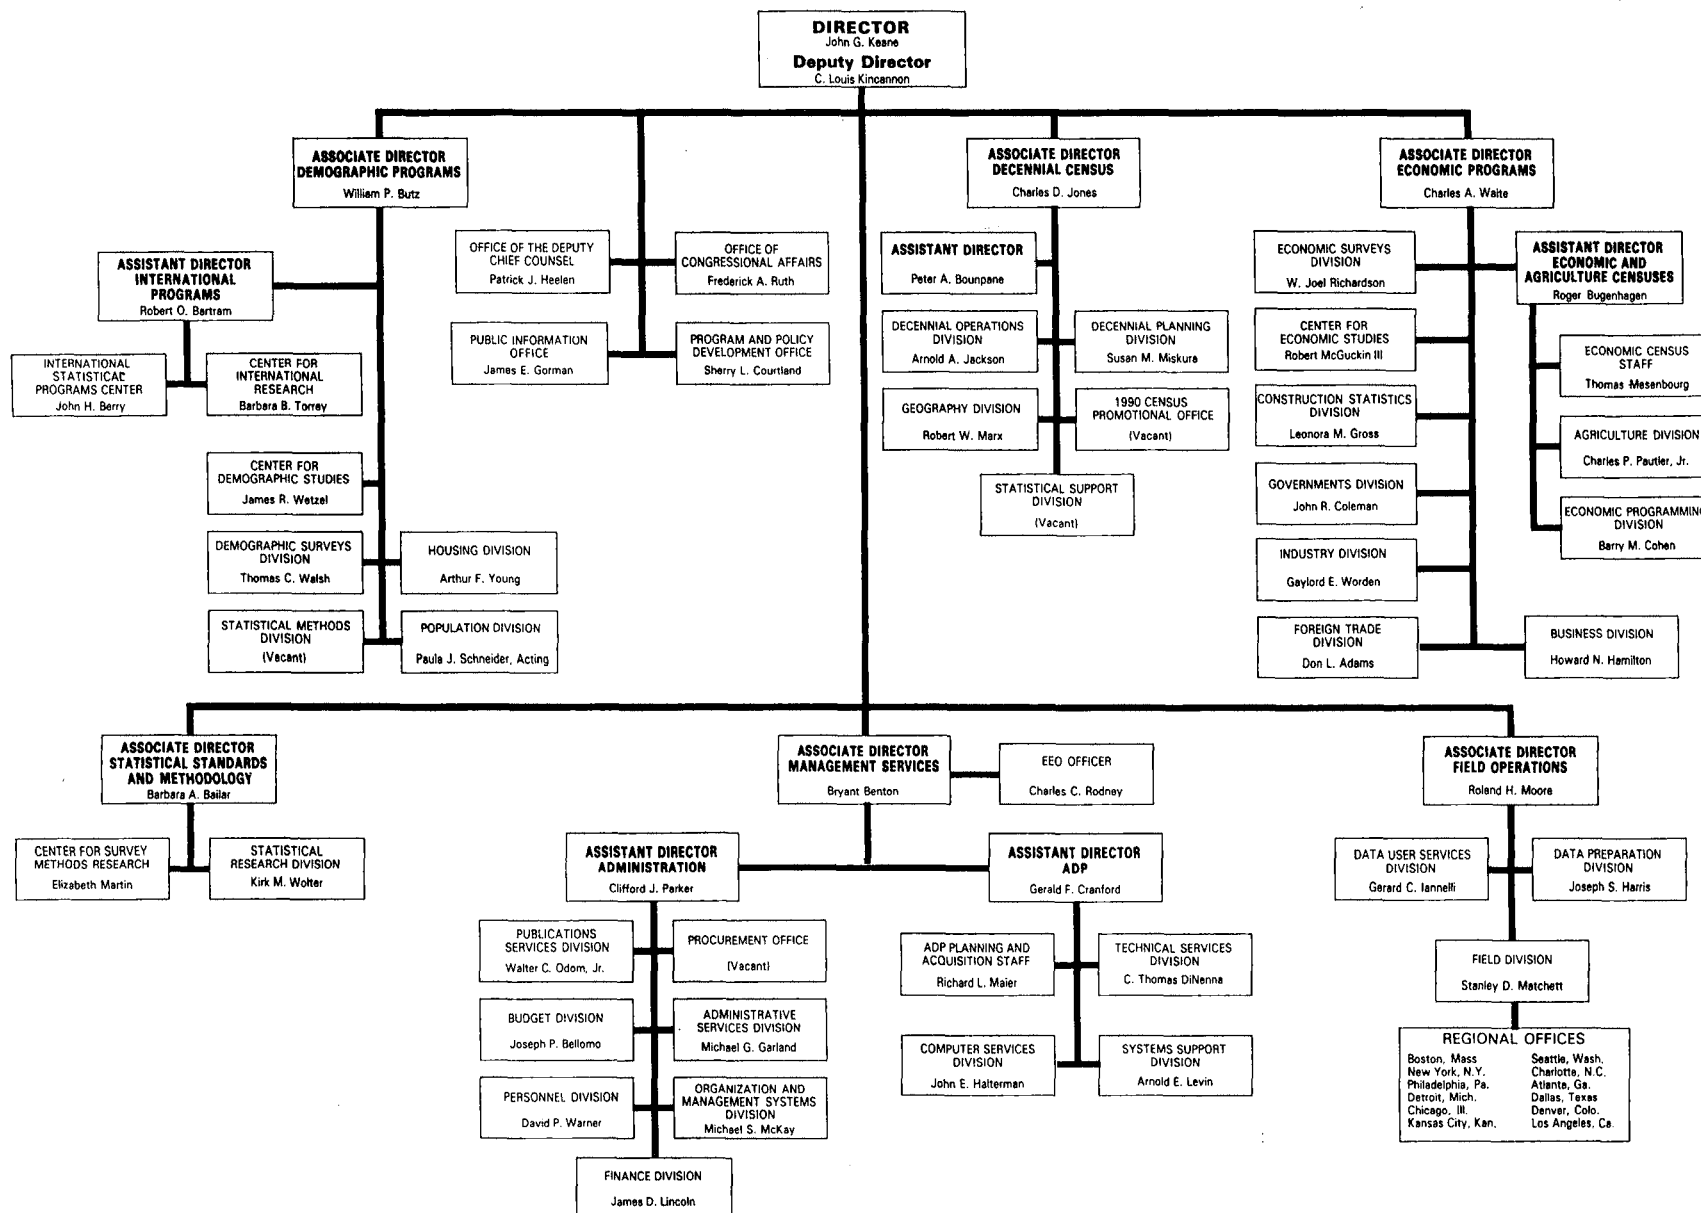 DIRECTOR
John G. Keane
Deputy Director
C. Louis Kincannon
ASSOCIATE DIRECTOR
DEMOGRAPHIC PROGRAMS
William P. Butz
ASSISTANT DIRECTOR
INTERNATIONAL
PROGRAMS
Robert O. Bartram
INTERNATIONAL
STATISTICAL
PROGRAMS CENTER
John H. Berry
CENTER FOR
INTERNATIONAL
RESEARCH
Barbara B. Torrey
CENTER FOR
DEMOGRAPHIC STUDIES
James R. Wetzel
DEMOGRAPHIC SURVEYS
DIVISION
Thomas C. Walsh
HOUSING DIVISION
Arthur F. Young
STATISTICAL METHODS
DIVISION
(Vacant)
POPULATION DIVISION
Paula J. Schneider, Acting
OFFICE OF THE DEPUTY
CHIEF COUNSEL
Patrick J. Heelen
OFFICE OF
CONGRESSIONAL AFFAIRS
Frederick A. Ruth
PUBLIC INFORMATION
OFFICE
James E. Gorman
PROGRAM AND POLICY
DEVELOPMENT OFFICE
Sherry L. Courtland
ASSOCIATE DIRECTOR
DECENNIAL CENSUS
Charles D. Jones
ASSISTANT DIRECTOR
Peter A. Bounpane
DECENNIAL OPERATIONS
DIVISION
Arnold A. Jackson
DECENNIAL PLANNING
DIVISION
Susan M. Miskura
GEOGRAPHY DIVISION
Robert W. Marx
1990 CENSUS
PROMOTIONAL OFFICE
(Vacant)
STATISTICAL SUPPORT
DIVISION
(Vacant)
ASSOCIATE DIRECTOR
ECONOMIC PROGRAMS
Charles A. Waite
ECONOMIC SURVEYS
DIVISION
W. Joel Richardson
ASSISTANT DIRECTOR
ECONOMIC AND
AGRICULTURE CENSUSES
Roger Bugenhagen
CENTER FOR
ECONOMIC STUDIES
Robert McGuckin III
ECONOMIC CENSUS
STAFF
Thomas Mesenbourg
CONSTRUCTION STATISTICS
DIVISION
Leonora M. Gross
AGRICULTURE DIVISION
Charles P. Pautler, Jr.
GOVERNMENTS DIVISION
John R. Coleman
ECONOMIC PROGRAMMING
DIVISION
Barry M. Cohen
INDUSTRY DIVISION
Gaylord E. Worden
FOREIGN TRADE
DIVISION
Don L. Adams
BUSINESS DIVISION
Howard N. Hamilton
ASSOCIATE DIRECTOR
STATISTICAL STANDARDS
AND METHODOLOGY
Barbara A. Bailar
CENTER FOR SURVEY
METHODS RESEARCH
Elizabeth Martin
STATISTICAL
RESEARCH DIVISION
Kirk M. Wolter
ASSOCIATE DIRECTOR
MANAGEMENT SERVICES
Bryant Benton
EEO OFFICER
Charles C. Rodney
ASSISTANT DIRECTOR
ADMINISTRATION
Clifford J. Parker
PUBLICATIONS
SERVICES DIVISION
Walter C. Odom, Jr.
PROCUREMENT OFFICE
(Vacant)
BUDGET DIVISION
Joseph P. Bellomo
ADMINISTRATIVE
SERVICES DIVISION
Michael G. Garland
PERSONNEL DIVISION
David P. Warner
ORGANIZATION AND
MANAGEMENT SYSTEMS
DIVISION
Michael S. McKay
FINANCE DIVISION
James D. Lincoln
ASSISTANT DIRECTOR
ADP
Gerald F. Cranford
ADP PLANNING AND
ACQUISITION STAFF
Richard L. Maier
TECHNICAL SERVICES
DIVISION
C. Thomas DiNenna
COMPUTER SERVICES
DIVISION
John E. Halterman
SYSTEMS SUPPORT
DIVISION
Arnold E. Levin
ASSOCIATE DIRECTOR
FIELD OPERATIONS
Roland H. Moore
DATA USER SERVICES
DIVISION
Gerard C. Iannelli
DATA PREPARATION
DIVISION
Joseph S. Harris
FIELD DIVISION
Stanley D. Matchett
REGIONAL OFFICES
Boston, Mass
New York, N.Y.
Philadelphia, Pa.
Detroit, Mich.
Chicago, Ill.
Kansas City, Kan.
Seattle, Wash.
Charlotte, N.C.
Atlanta, Ga.
Dallas, Texas
Denver, Colo.
Los Angeles, Ca.